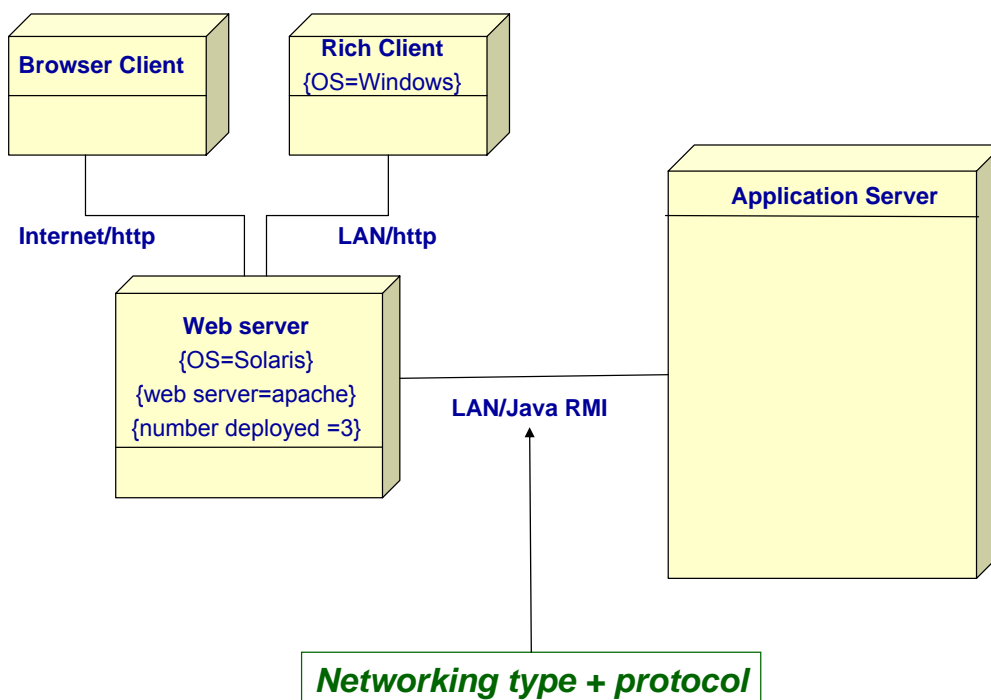 Browser Client
Rich Client
{OS=Windows}
Application Server
Internet/http
LAN/http
Web server
{OS=Solaris}
{web server=apache}
{number deployed =3}
LAN/Java RMI
Networking type + protocol